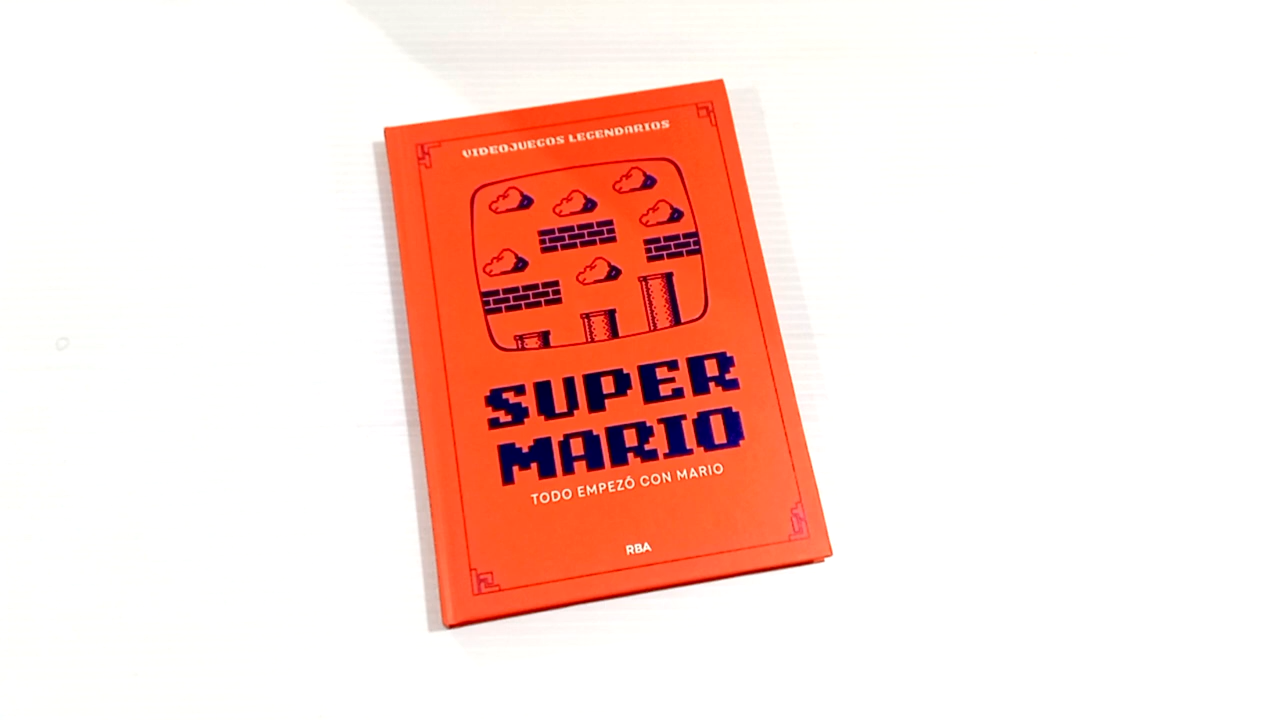 VIDEOJUEGOS LEGENDARIOS
SUPER
MARIO
TODO EMPEZÓ CON MARIO
RBA